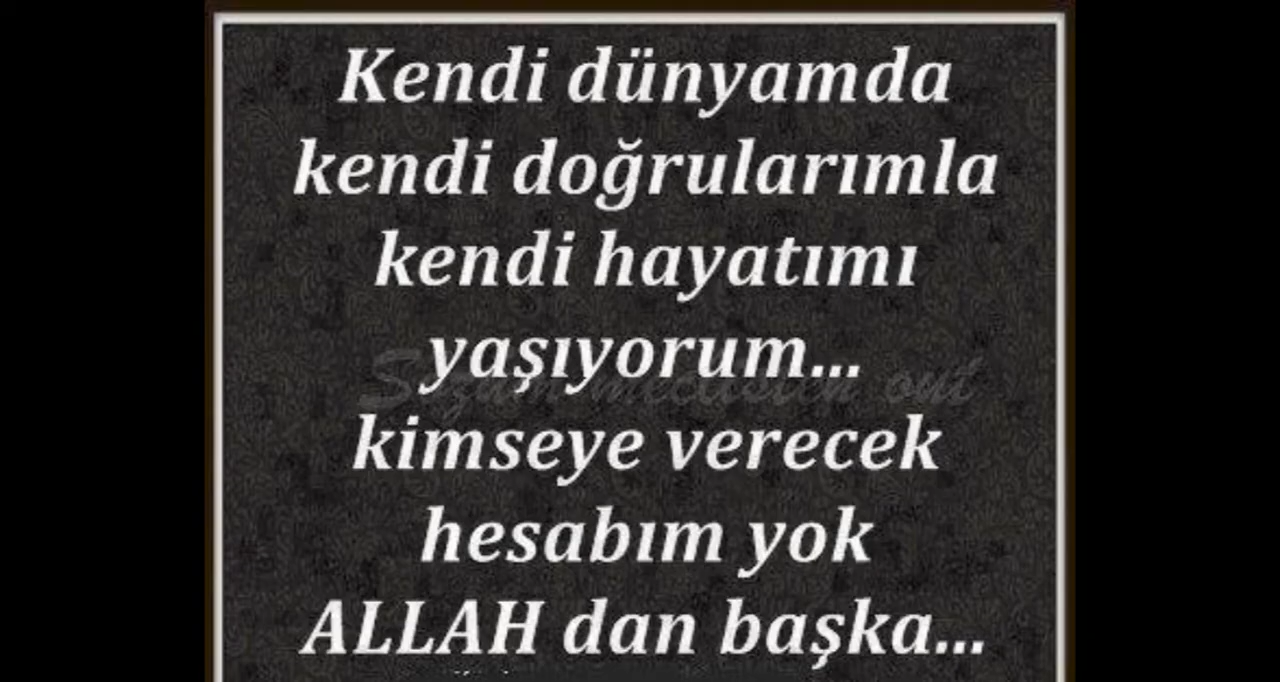 Kendi dünyamda
kendi doğrularımla
kendi hayatımı
yaşıyorum...
kimseye verecek
hesabım yok
ALLAH dan başka...